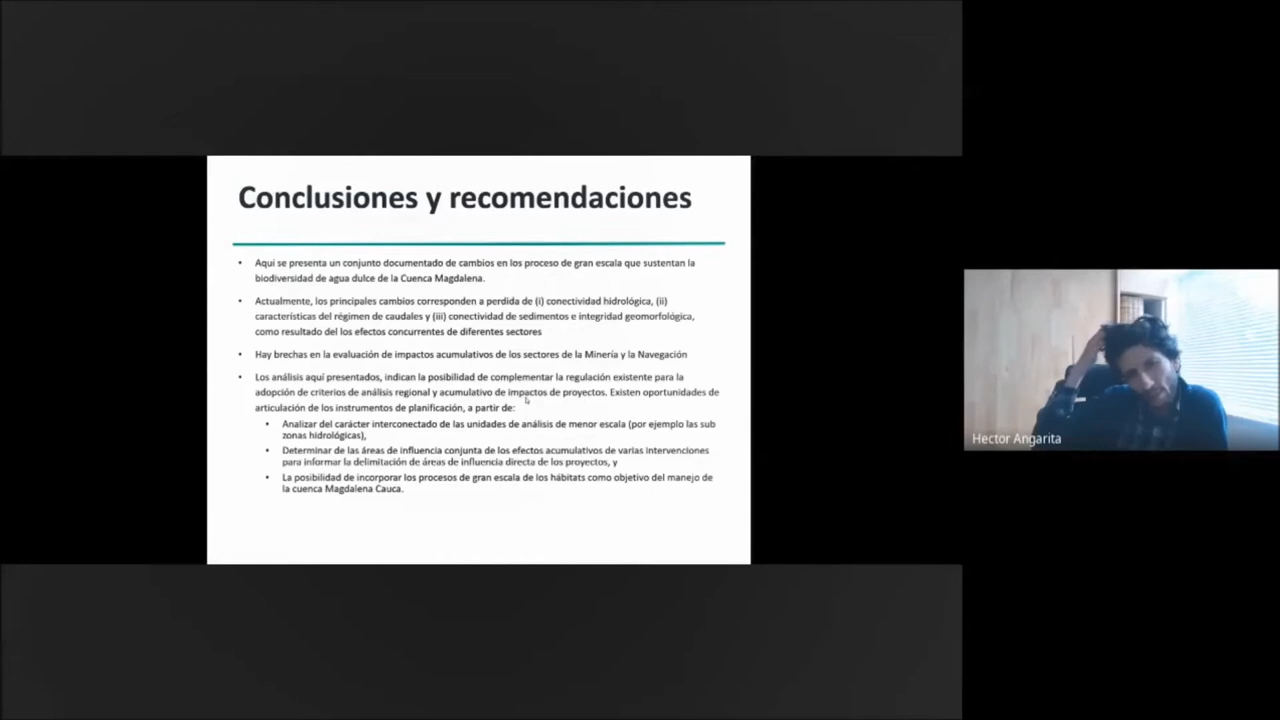 Conclusiones y recomendaciones
• Aquí se presenta un conjunto documentado de cambios en los proceso de gran escala que sustentan la
biodiversidad de agua dulce de la Cuenca Magdalena.
• Actualmente, los principales cambios corresponden a perdida de (i) conectividad hidrológica, (ii)
características del régimen de caudales y (iii) conectividad de sedimentos e integridad geomorfológica,
como resultado del los efectos concurrentes de diferentes sectores
• Hay brechas en la evaluación de impactos acumulativos de los sectores de la Minería y la Navegación
• Los análisis aquí presentados, indican la posibilidad de complementar la regulación existente para la
adopción de criterios de análisis regional y acumulativo de impactos de proyectos. Existen oportunidades de
articulación de los instrumentos de planificación, a partir de:
• Analizar del carácter interconectado de las unidades de análisis de menor escala (por ejemplo las sub
zonas hidrológicas),
• Determinar de las áreas de influencia conjunta de los efectos acumulativos de varias intervenciones
para informar la delimitación de áreas de influencia directa de los proyectos, y
• La posibilidad de incorporar los procesos de gran escala de los hábitats como objetivo del manejo de
la cuenca Magdalena Cauca.
Hector Angarita